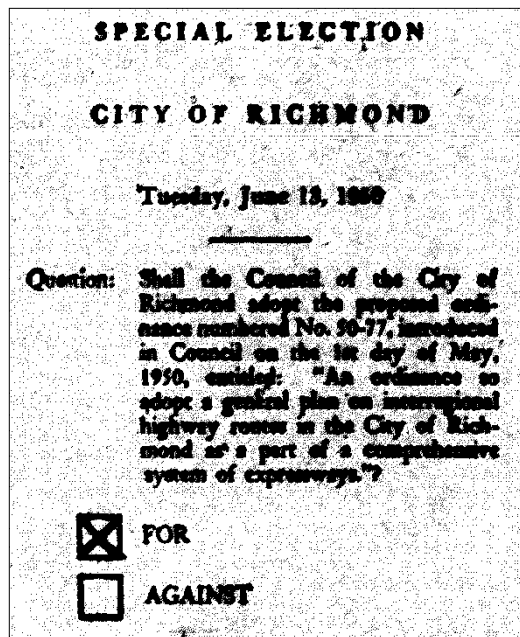 SPECIAL ELECTION
CITY OF RICHMOND
Tuesday, June 13, 1950
Question: Shall the Council of the City of
Richmond adopt the proposed ordi-
nance numbered No. 50-77, introduced
in Council on the 1st day of May,
1950, entitled: "An ordinance to
adopt a general plan on interregional
highway routes in the City of Rich-
mond as a part of a comprehensive
system of expressways."?
FOR
AGAINST